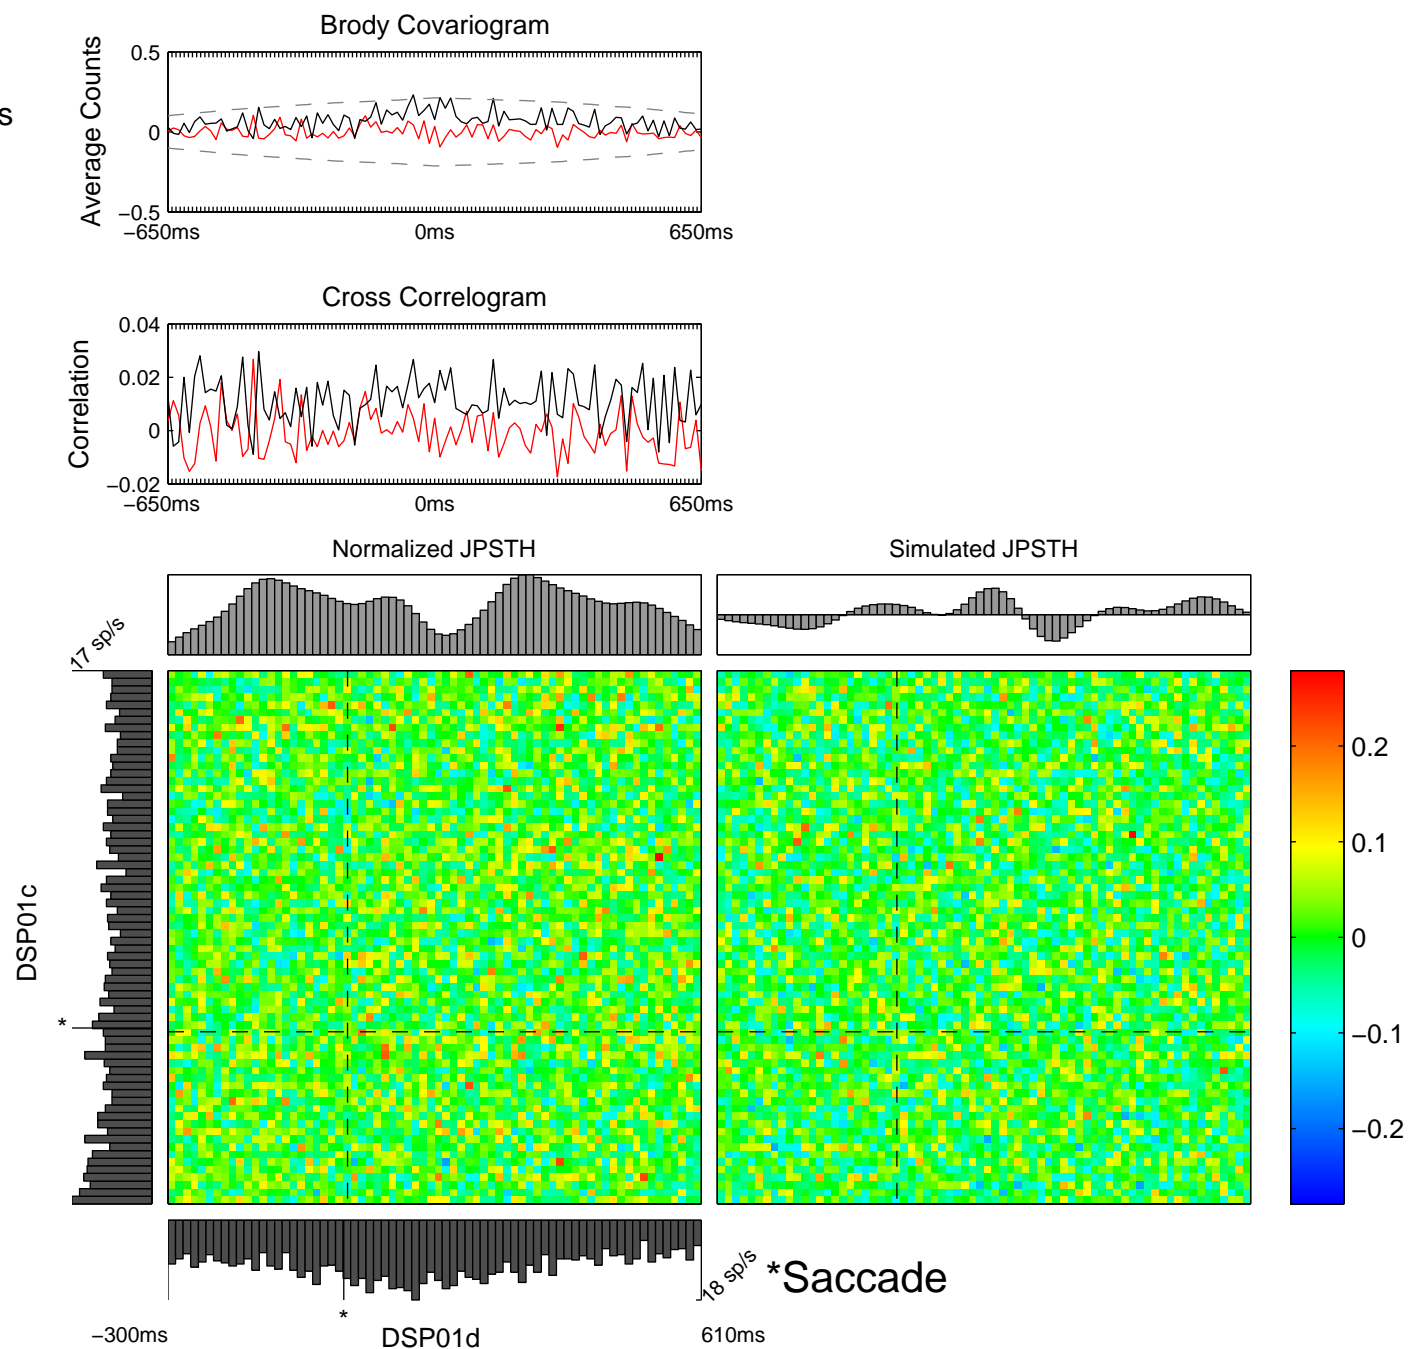 Brody Covariogram
s
Average Counts
0.5
0
−0.5
−650ms
0ms
650ms
Cross Correlogram
Correlation
0.04
0.02
0
−0.02
−650ms
0ms
650ms
Normalized JPSTH
Simulated JPSTH
17 sp/s
DSP01c
*
0.2
0.1
0
−0.1
−0.2
18 sp/s
*Saccade
*
−300ms
DSP01d
610ms